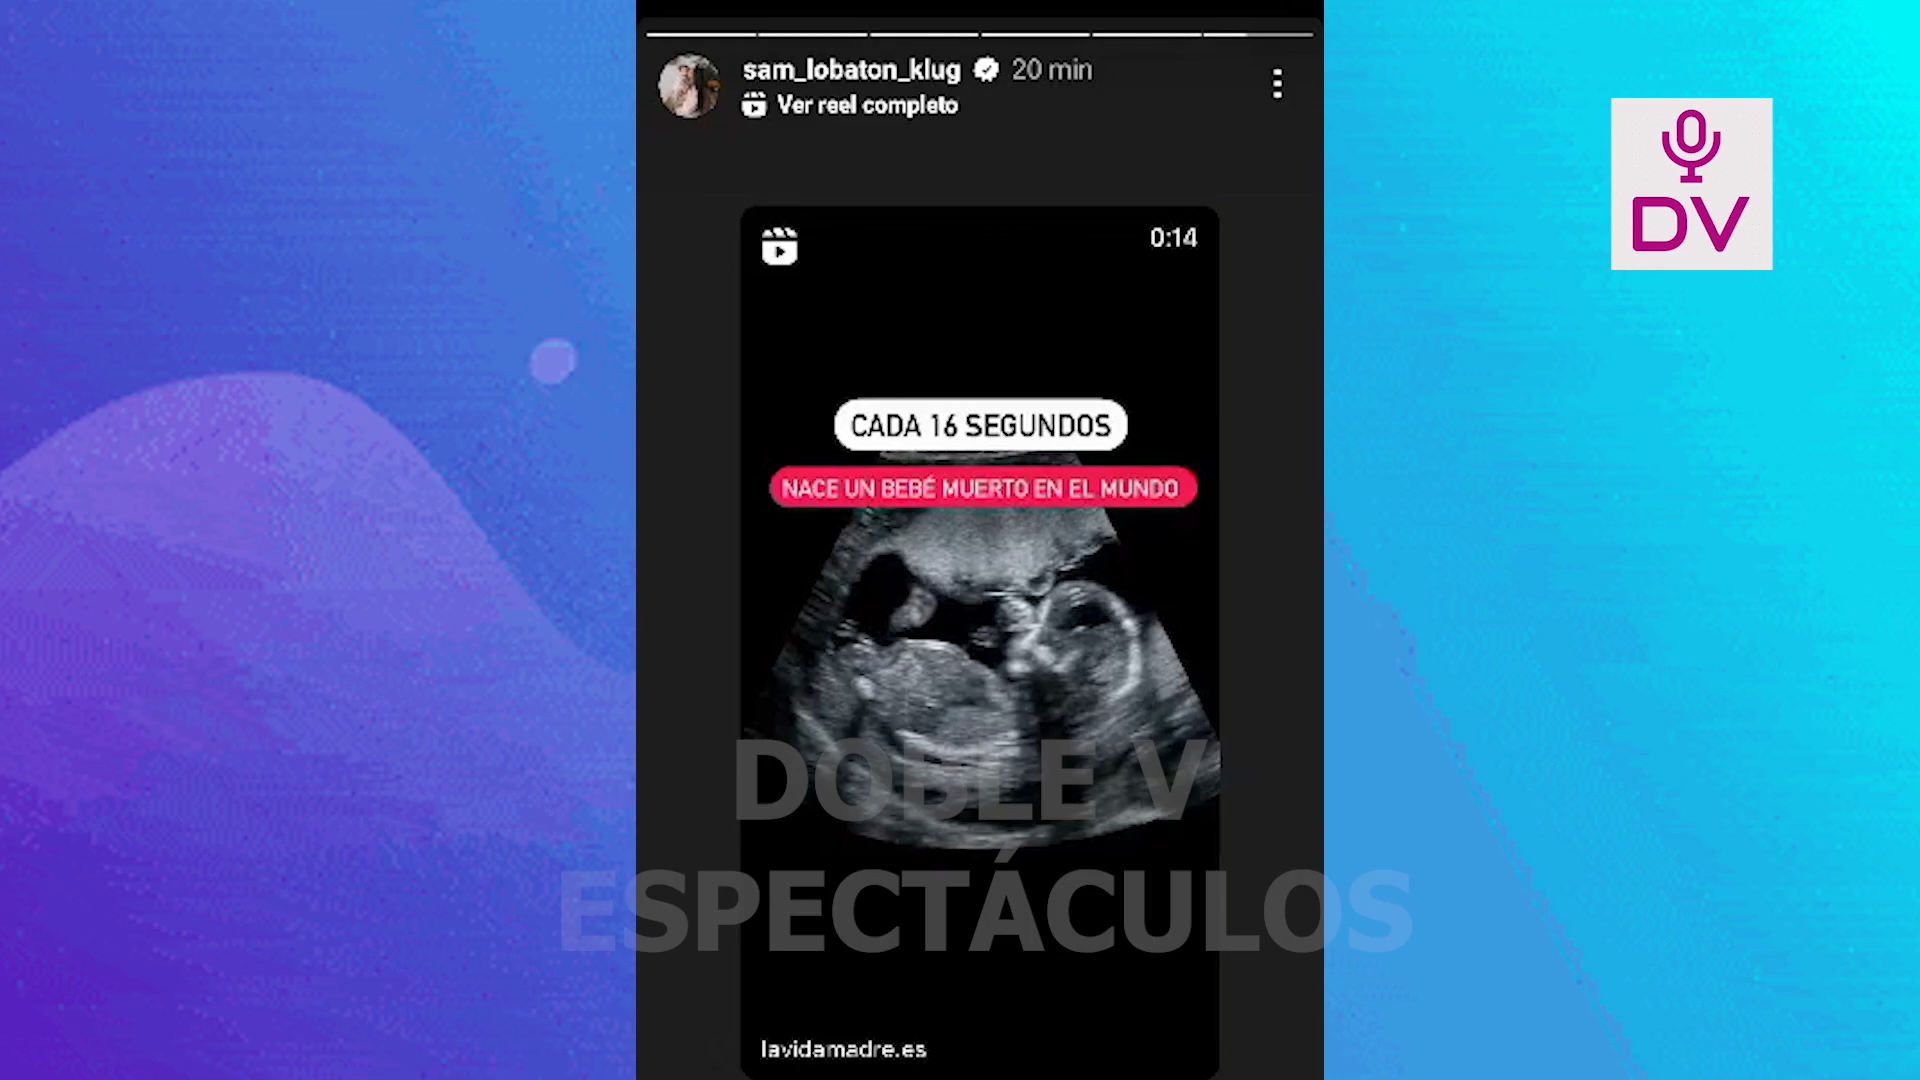 sam_lobaton_klug 20 min
Ver reel completo
DV
0:14
CADA 16 SEGUNDOS
NACE UN BEBÉ MUERTO EN EL MUNDO
DOBLE V
ESPECTÁCULOS
lavidamadre.es